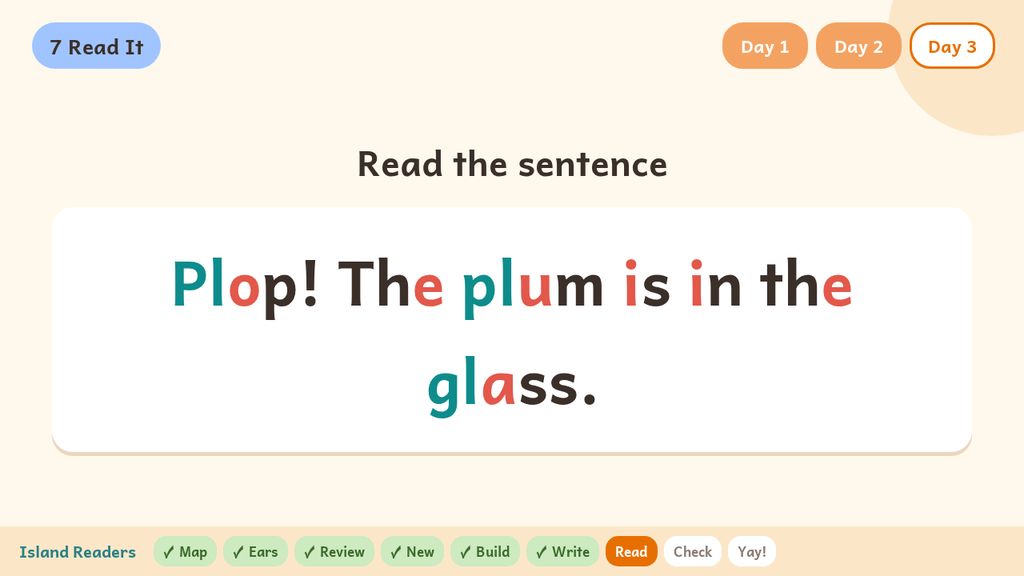 7 Read It
Day 1
Day 2
Day 3
Read the sentence
Plop! The plum is in the
glass.
Island Readers
✓ Map
✓ Ears
✓ Review
✓ New
✓ Build
✓ Write
Read
Check
Yay!